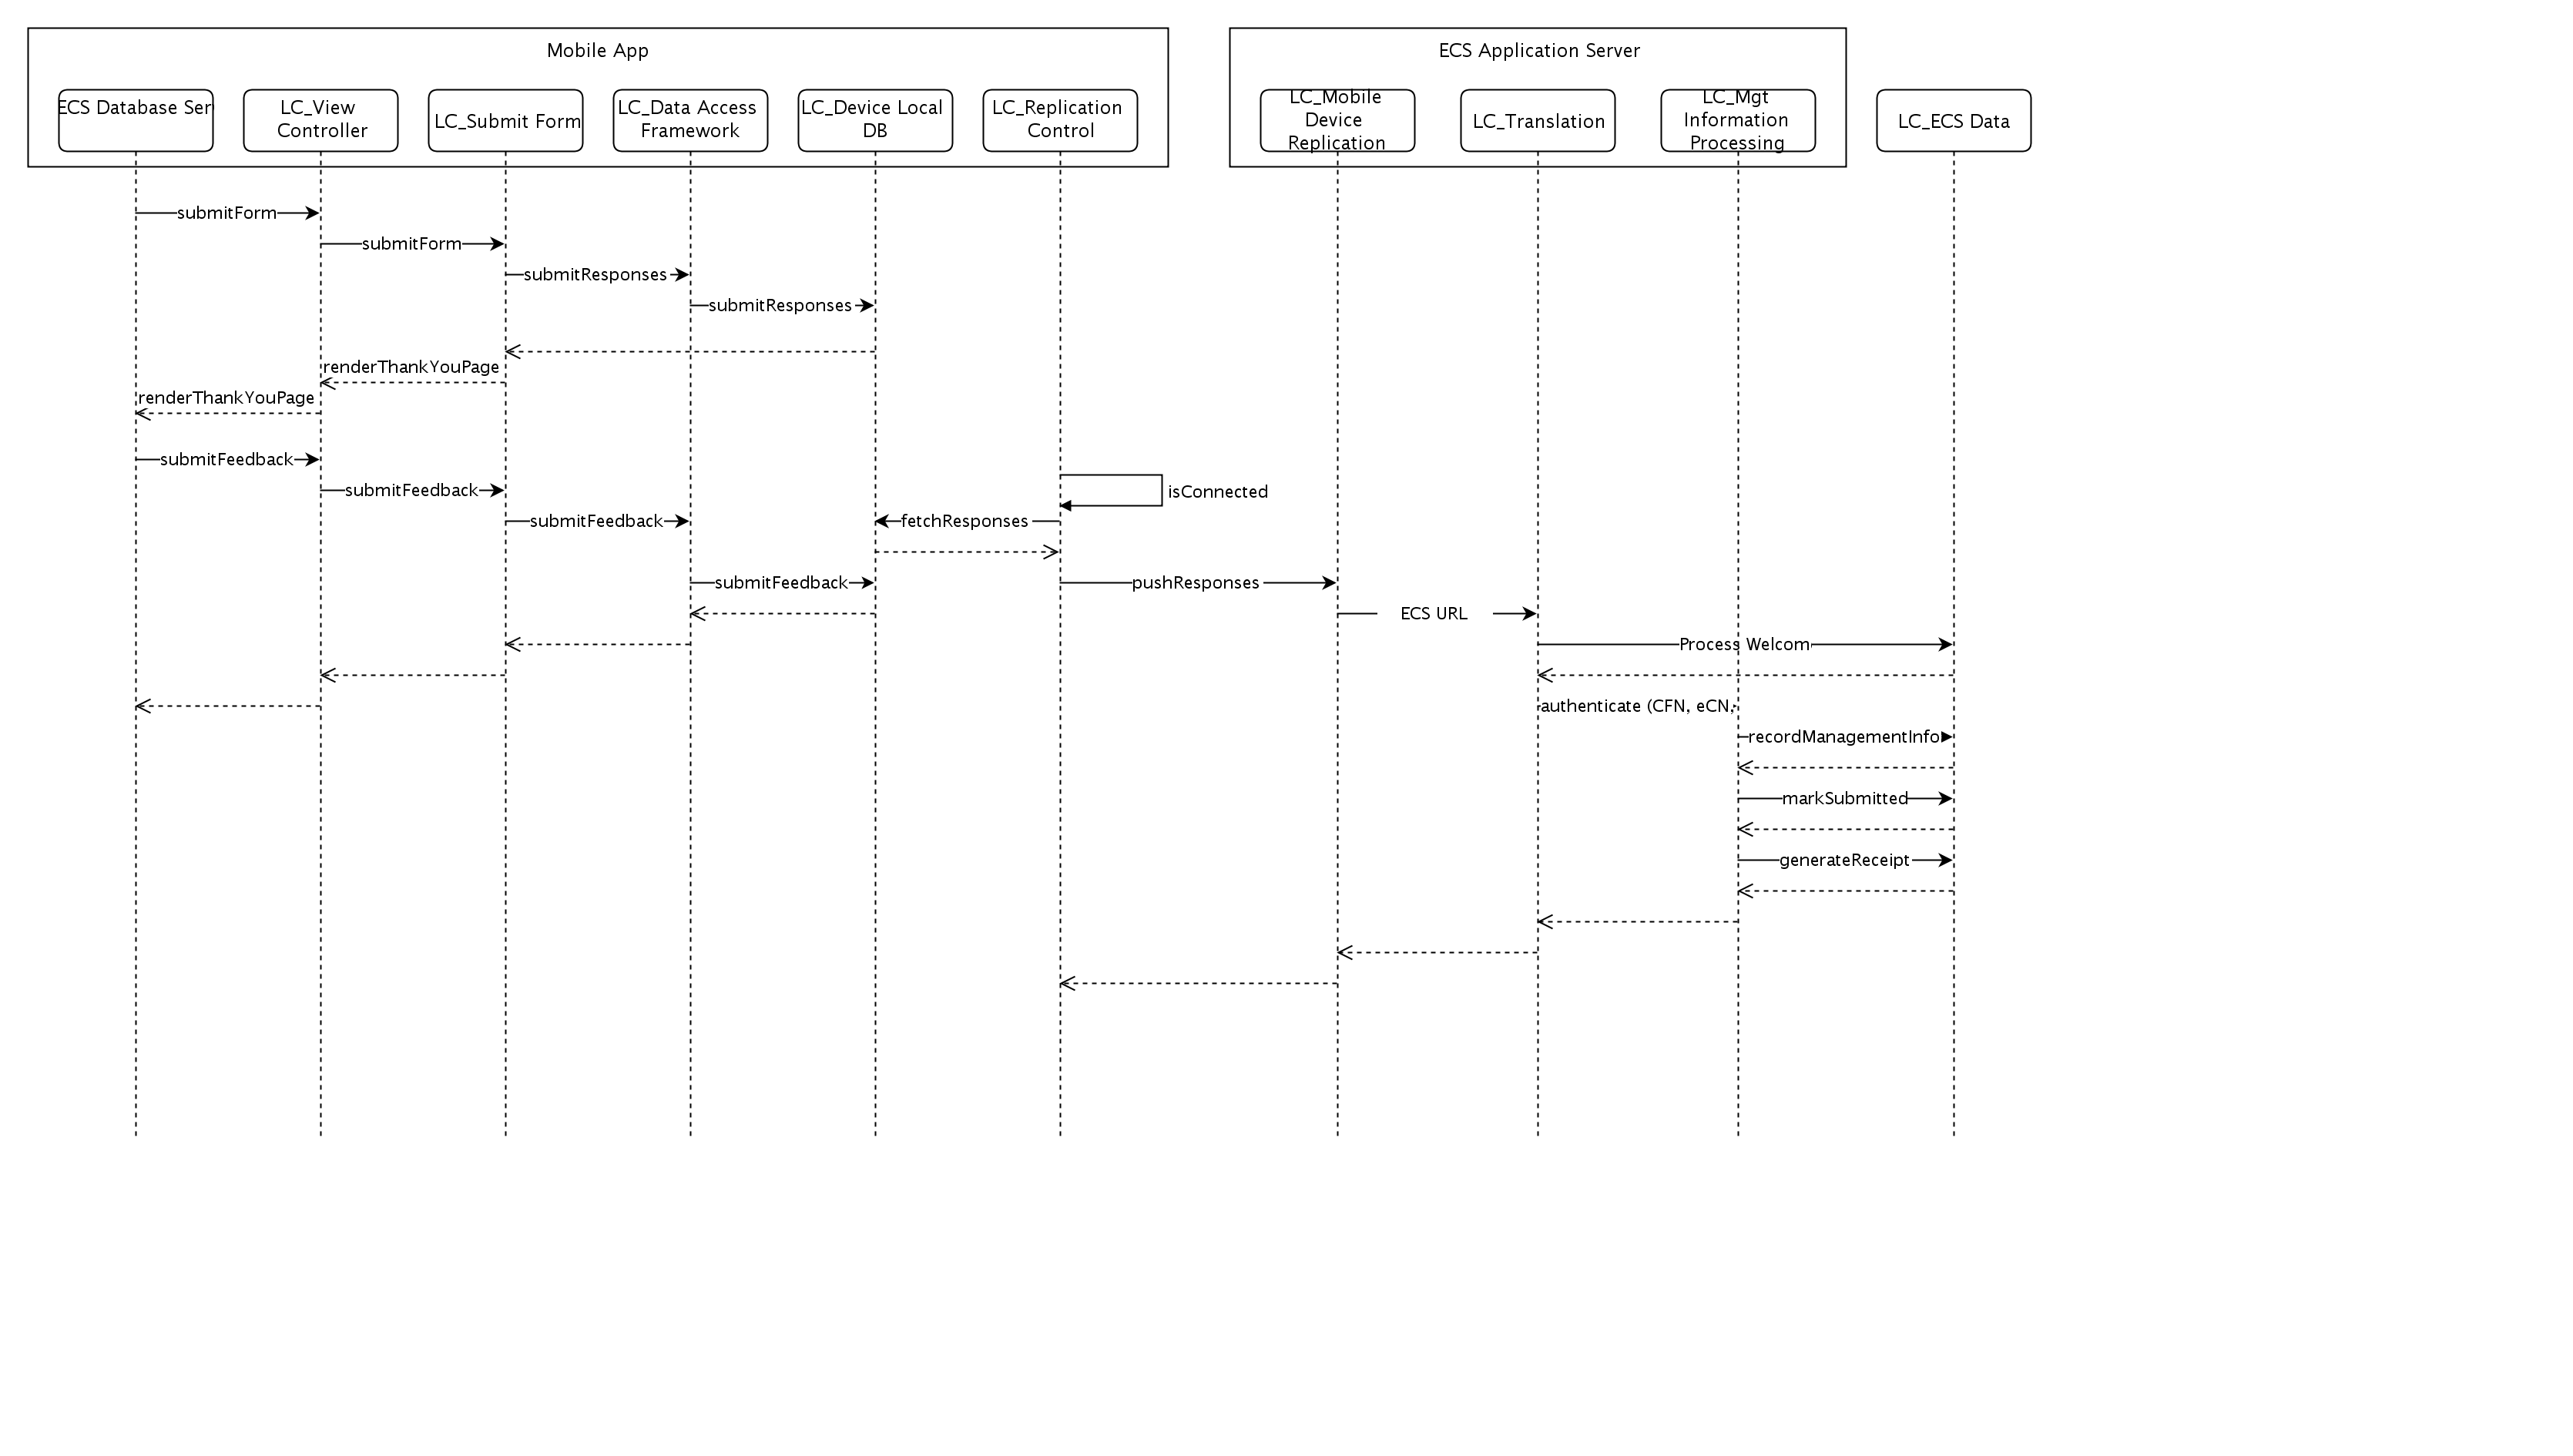 Mobile App
ECS Application Server
ECS Database Ser
LC_View
Controller
LC_Submit Form
LC_Data Access
Framework
LC_Device Local
DB
LC_Replication
Control
LC_Mobile
Device
Replication
LC_Translation
LC_Mgt
Information
Processing
LC_ECS Data
submitForm
submitForm
submitResponses
submitResponses
renderThankYouPage
renderThankYouPage
submitFeedback
submitFeedback
isConnected
submitFeedback
fetchResponses
submitFeedback
pushResponses
ECS URL
Process Welcom
authenticate (CFN, eCN,
recordManagementInfo
markSubmitted
generateReceipt